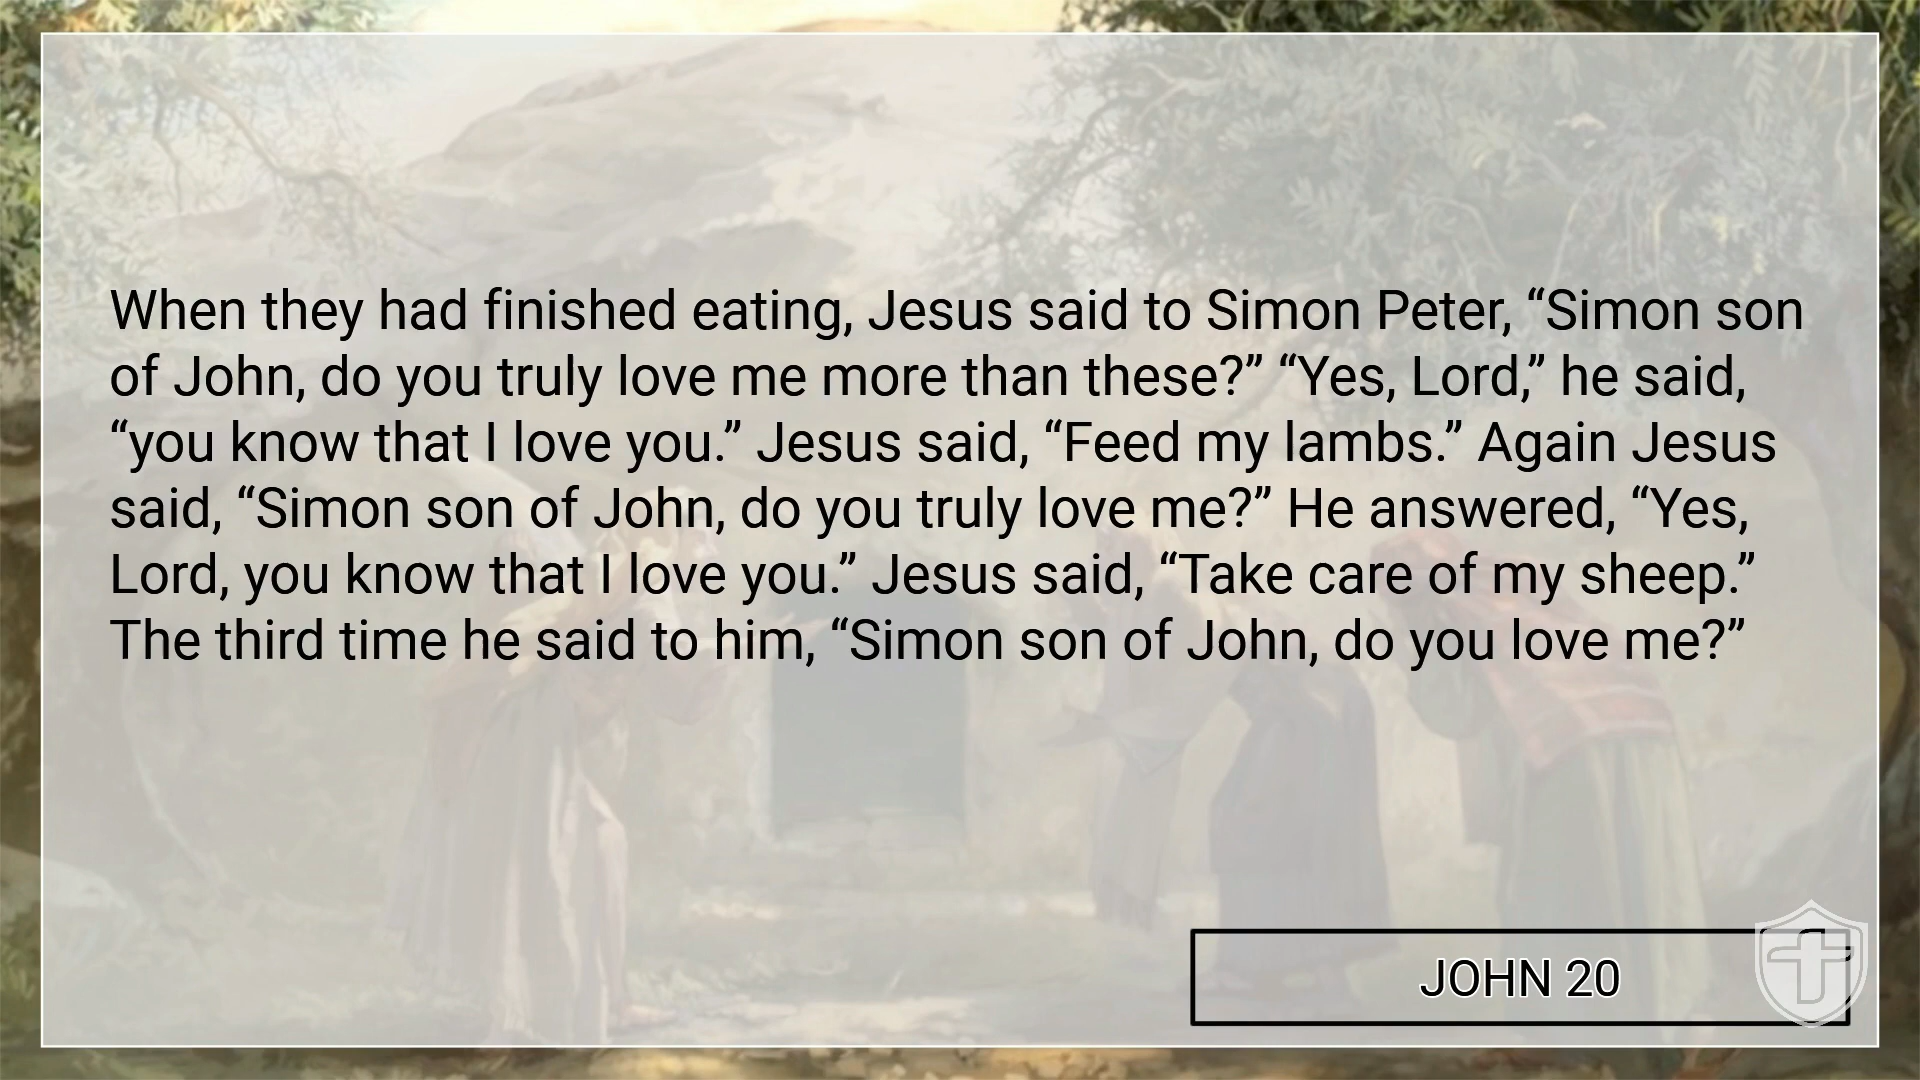 When they had finished eating, Jesus said to Simon Peter, “Simon son
of John, do you truly love me more than these?” “Yes, Lord,” he said,
“you know that I love you.” Jesus said, “Feed my lambs.” Again Jesus
said, “Simon son of John, do you truly love me?” He answered, “Yes,
Lord, you know that I love you.” Jesus said, “Take care of my sheep.”
The third time he said to him, “Simon son of John, do you love me?”
JOHN 20